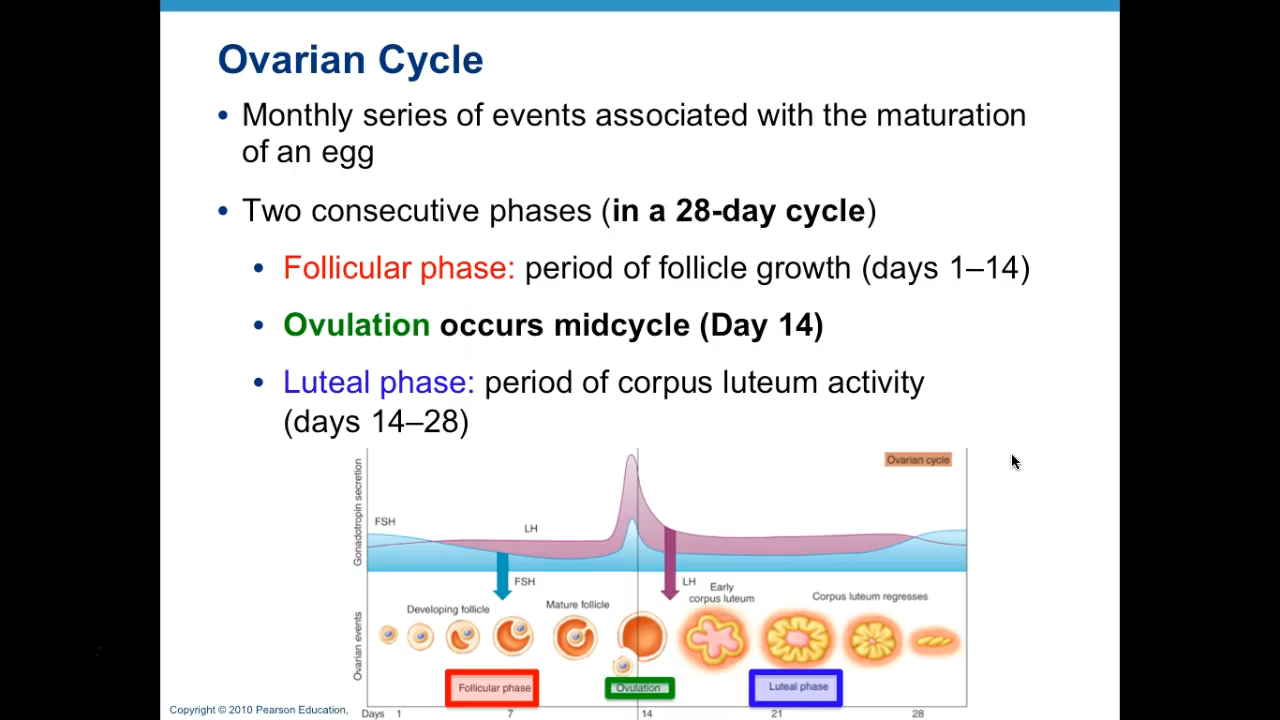 Ovarian Cycle
• Monthly series of events associated with the maturation
of an egg
• Two consecutive phases (in a 28-day cycle)
• Follicular phase: period of follicle growth (days 1–14)
• Ovulation occurs midcycle (Day 14)
• Luteal phase: period of corpus luteum activity
(days 14–28)
Gonadotropin secretion
Ovarian cycle
FSH
LH
FSH
LH
Early
corpus luteum
Corpus luteum regresses
Developing follicle
Mature follicle
Ovarian events
Follicular phase
Ovulation
Luteal phase
Days 1 7 14 21 28
Copyright © 2010 Pearson Education,